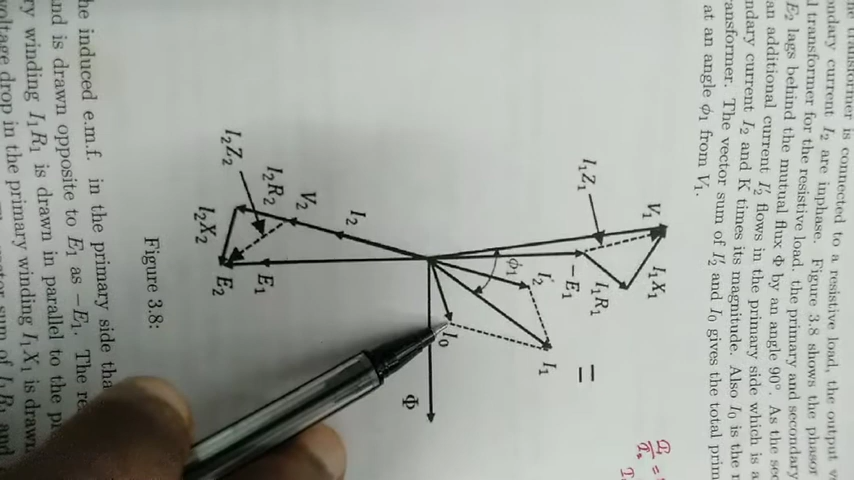 he transformer is connected to a resistive load, the output v
ondary current I₂ are inphase. Figure 3.8 shows the phasor
d transformer for the resistive load. the primary and secondary
E₂ lags behind the mutual flux Φ by an angle 90°. As the sec
an additional current I₂′ flows in the primary side which is a
ndary current I₂ and K times its magnitude. Also I₀ is the
ansformer. The vector sum of I₂′ and I₀ gives the total prim
at an angle ϕ₁ from V₁.
V₁
I₁X₁
I₁Z₁
I₁R₁
−E₁
I₂′
I₁
ϕ₁
=
I₀
Φ
I₂
V₂
E₁
I₂R₂
I₂Z₂
I₂X₂
E₂
Figure 3.8:
he induced e.m.f. in the primary side tha
nd is drawn opposite to E₁ as −E₁. The re
ry winding I₁R₁ is drawn in parallel to the
voltage drop in the primary winding I₁X₁ is drawn
sum of I₁R₁ and